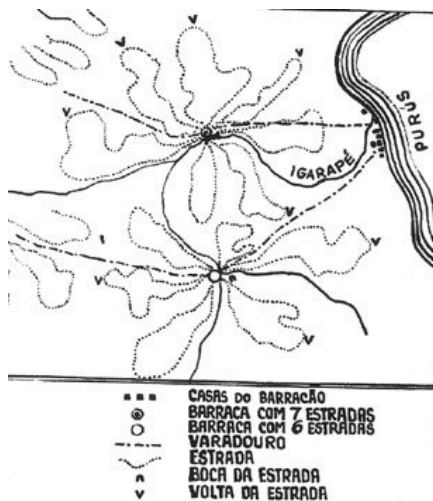 PURÚS
IGARAPÉ
CASAS DO BARRACÃO
BARRACA COM 7 ESTRADAS
BARRACA COM 6 ESTRADAS
VARADOURO
ESTRADA
BOCA DA ESTRADA
VOLTA DA ESTRADA